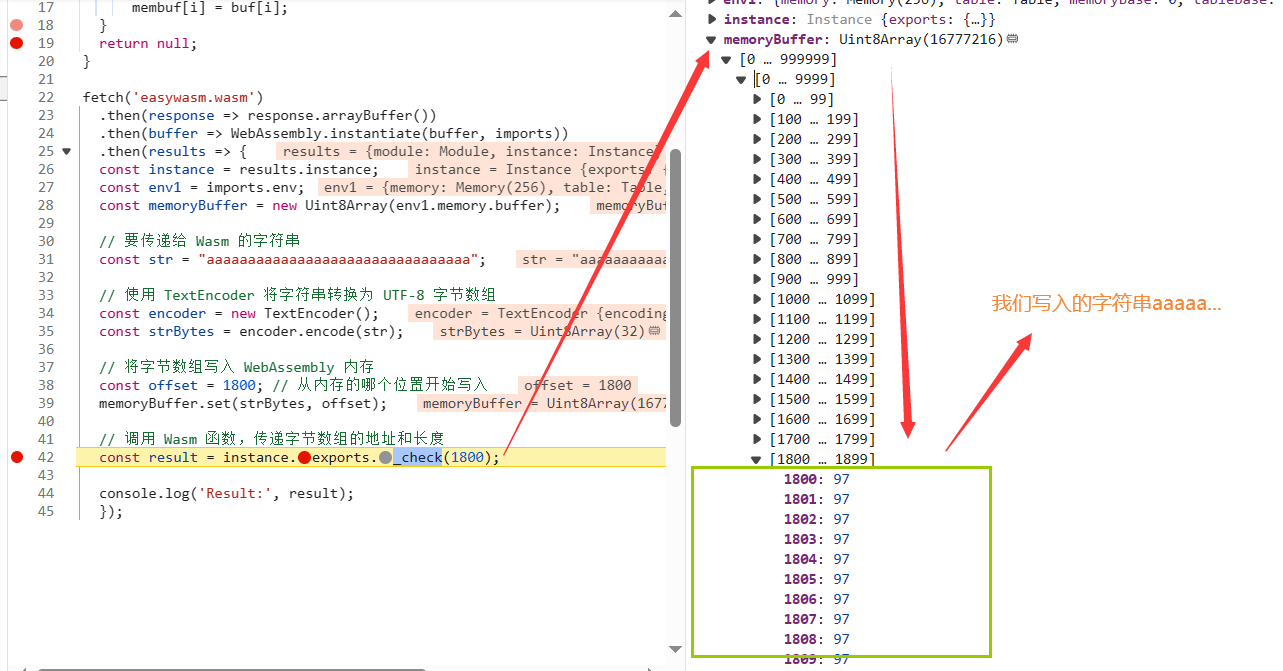 17 membuf[i] = buf[i];
18 }
19 return null;
20 }
21
22 fetch('easywasm.wasm')
23 .then(response => response.arrayBuffer())
24 .then(buffer => WebAssembly.instantiate(buffer, imports))
25 .then(results => { results = {module: Module, instance: Instance}
26 const instance = results.instance; instance = Instance {exports: {
27 const env1 = imports.env; env1 = {memory: Memory(256), table: Table,
28 const memoryBuffer = new Uint8Array(env1.memory.buffer); memoryBuf
29
30 // 要传递给 Wasm 的字符串
31 const str = "aaaaaaaaaaaaaaaaaaaaaaaaaaaaaaaa"; str = "aaaaaaaaaaa
32
33 // 使用 TextEncoder 将字符串转换为 UTF-8 字节数组
34 const encoder = new TextEncoder(); encoder = TextEncoder {encoding
35 const strBytes = encoder.encode(str); strBytes = Uint8Array(32)
36
37 // 将字节数组写入 WebAssembly 内存
38 const offset = 1800; // 从内存的哪个位置开始写入 offset = 1800
39 memoryBuffer.set(strBytes, offset); memoryBuffer = Uint8Array(1677
40
41 // 调用 Wasm 函数，传递字节数组的地址和长度
42 const result = instance.exports._check(1800);
43
44 console.log('Result:', result);
45 });
env1: {memory: Memory(256), table: Table, memoryBase: 0, tableBase:
instance: Instance {exports: {…}}
memoryBuffer: Uint8Array(16777216)
[0 … 999999]
[0 … 9999]
[0 … 99]
[100 … 199]
[200 … 299]
[300 … 399]
[400 … 499]
[500 … 599]
[600 … 699]
[700 … 799]
[800 … 899]
[900 … 999]
[1000 … 1099]
[1100 … 1199]
[1200 … 1299]
[1300 … 1399]
[1400 … 1499]
[1500 … 1599]
[1600 … 1699]
[1700 … 1799]
[1800 … 1899]
1800: 97
1801: 97
1802: 97
1803: 97
1804: 97
1805: 97
1806: 97
1807: 97
1808: 97
1809: 97
我们写入的字符串aaaaa...